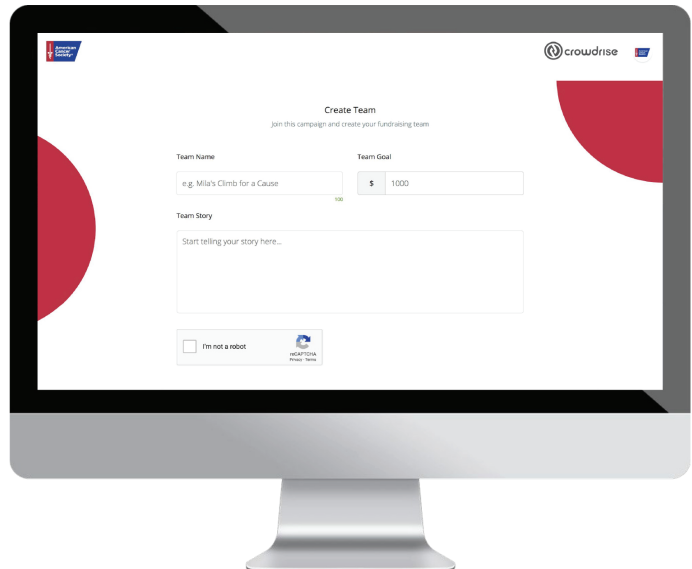 American
Cancer
Society
crowdrise
Create Team
Join this campaign and create your fundraising team
Team Name
Team Goal
e.g. Mila's Climb for a Cause
$ 1000
100
Team Story
Start telling your story here...
I'm not a robot
reCAPTCHA
Privacy - Terms